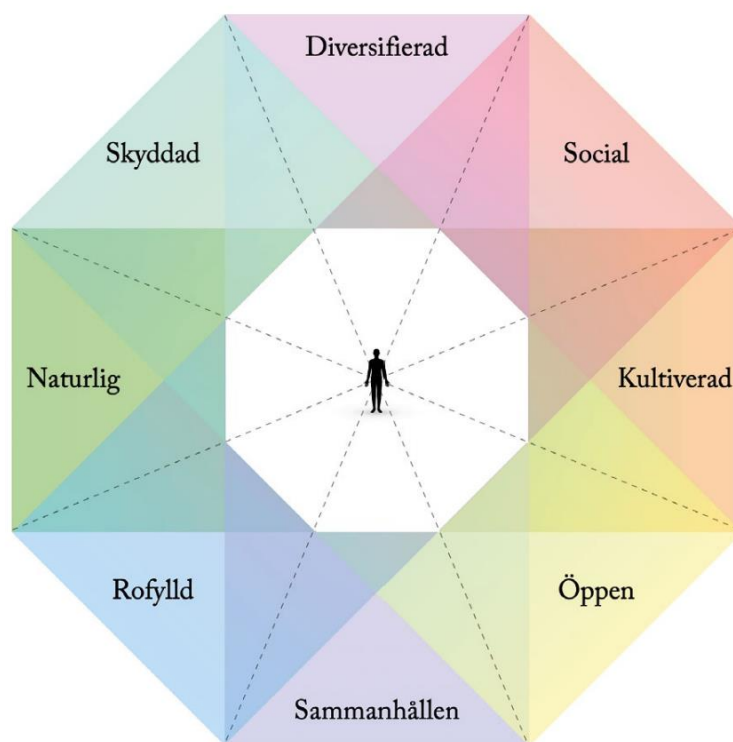 Diversifierad
Skyddad
Social
Naturlig
Kultiverad
Rofylld
Öppen
Sammanhållen